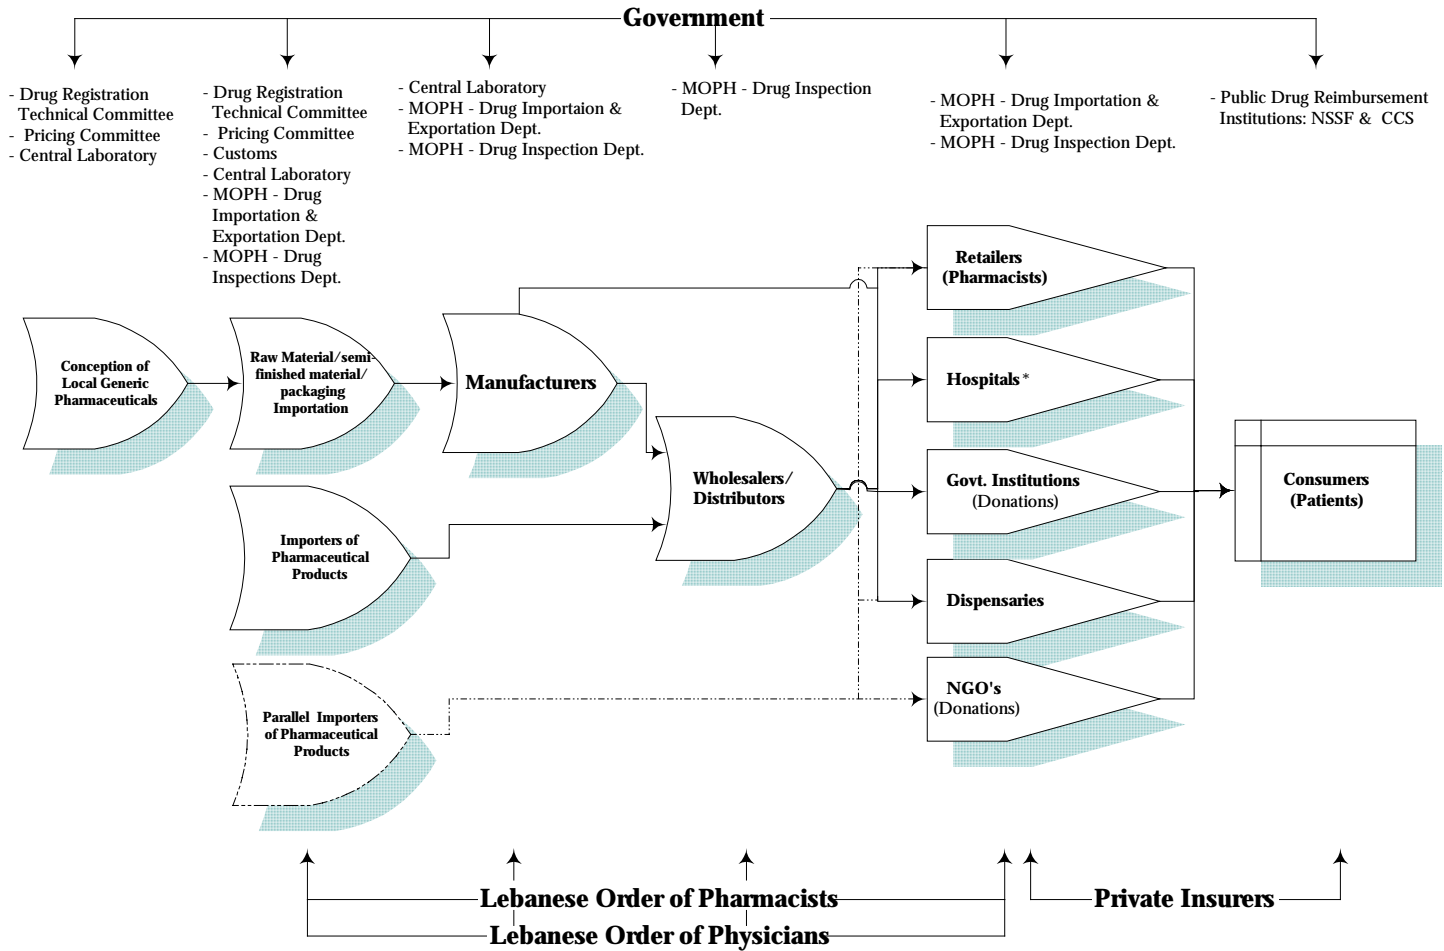 Government
- Drug Registration
Technical Committee
- Pricing Committee
- Central Laboratory
- Drug Registration
Technical Committee
- Pricing Committee
- Customs
- Central Laboratory
- MOPH - Drug
Importation &
Exportation Dept.
- MOPH - Drug
Inspections Dept.
- Central Laboratory
- MOPH - Drug Importaion &
Exportation Dept.
- MOPH - Drug Inspection Dept.
- MOPH - Drug Inspection
Dept.
- MOPH - Drug Importation &
Exportation Dept.
- MOPH - Drug Inspection Dept.
- Public Drug Reimbursement
Institutions: NSSF & CCS
Conception of
Local Generic
Pharmaceuticals
Raw Material/semi-
finished material/
packaging
Importation
Manufacturers
Importers of
Pharmaceutical
Products
Parallel Importers
of Pharmaceutical
Products
Wholesalers/
Distributors
Retailers
(Pharmacists)
Hospitals*
Govt. Institutions
(Donations)
Dispensaries
NGO's
(Donations)
Consumers
(Patients)
Lebanese Order of Pharmacists
Private Insurers
Lebanese Order of Physicians